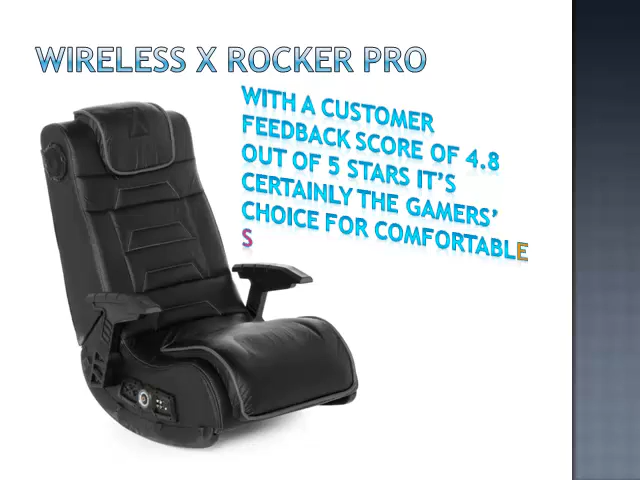 WIRELESS X ROCKER PRO
WITH A CUSTOMER
FEEDBACK SCORE OF 4.8
OUT OF 5 STARS IT'S
CERTAINLY THE GAMERS'
CHOICE FOR COMFORTABLE
S